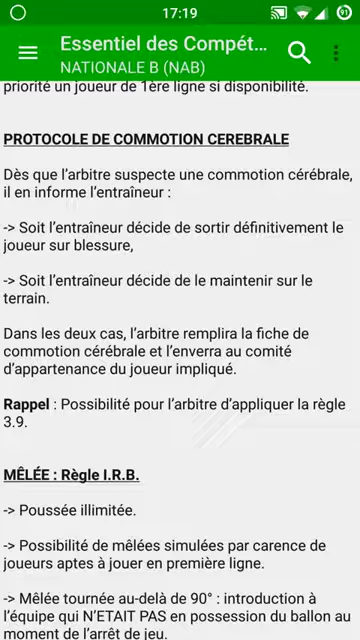 17:19
91
Essentiel des Compét...
NATIONALE B (NAB)
priorité un joueur de 1ère ligne si disponibilité.
PROTOCOLE DE COMMOTION CEREBRALE
Dès que l'arbitre suspecte une commotion cérébrale,
il en informe l'entraîneur :
-> Soit l'entraîneur décide de sortir définitivement le
joueur sur blessure,
-> Soit l'entraîneur décide de le maintenir sur le
terrain.
Dans les deux cas, l'arbitre remplira la fiche de
commotion cérébrale et l'enverra au comité
d'appartenance du joueur impliqué.
Rappel : Possibilité pour l'arbitre d'appliquer la règle
3.9.
MÊLÉE : Règle I.R.B.
-> Poussée illimitée.
-> Possibilité de mêlées simulées par carence de
joueurs aptes à jouer en première ligne.
-> Mêlée tournée au-delà de 90° : introduction à
l'équipe qui N'ETAIT PAS en possession du ballon au
moment de l'arrêt de jeu.